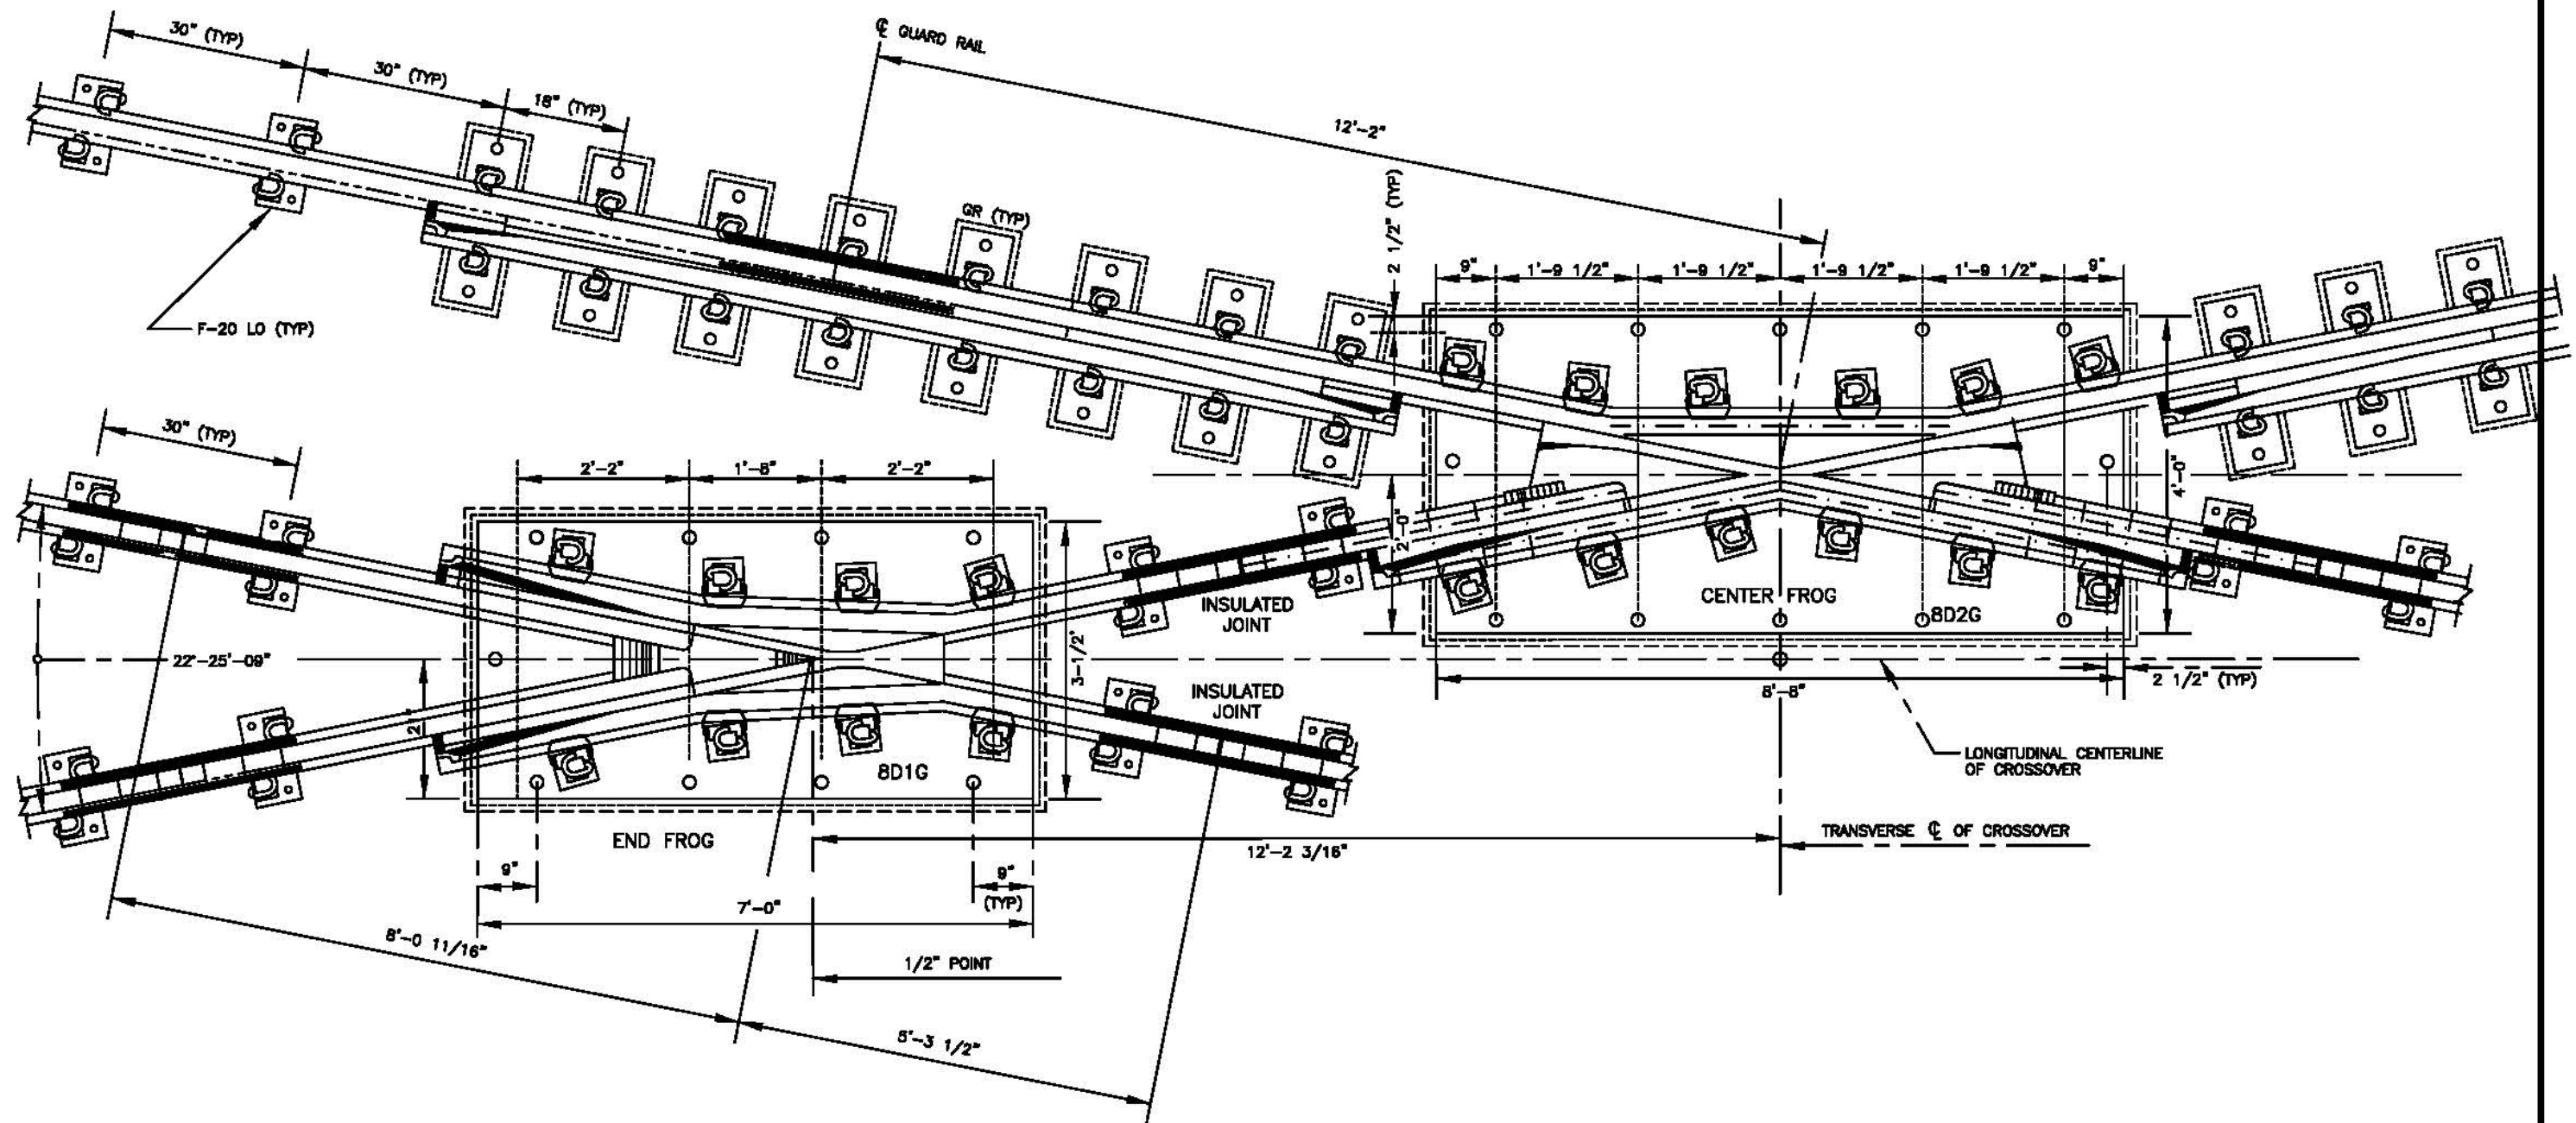 30" (TYP)
30" (TYP)
18" (TYP)
℄ GUARD RAIL
12'-2"
GR (TYP)
F-20 LO (TYP)
2 1/2" (TYP)
9"
1'-9 1/2"
1'-9 1/2"
1'-9 1/2"
1'-9 1/2"
9"
30" (TYP)
2'-2"
1'-8"
2'-2"
2'-0"
4'-0"
INSULATED
JOINT
CENTER FROG
8D2G
22°-25'-09"
21"
3-1/2'
INSULATED
JOINT
8'-8"
2 1/2" (TYP)
8D1G
LONGITUDINAL CENTERLINE
OF CROSSOVER
END FROG
12'-2 3/16"
TRANSVERSE ℄ OF CROSSOVER
9"
9"
(TYP)
7'-0"
8'-0 11/16"
1/2" POINT
5'-3 1/2"